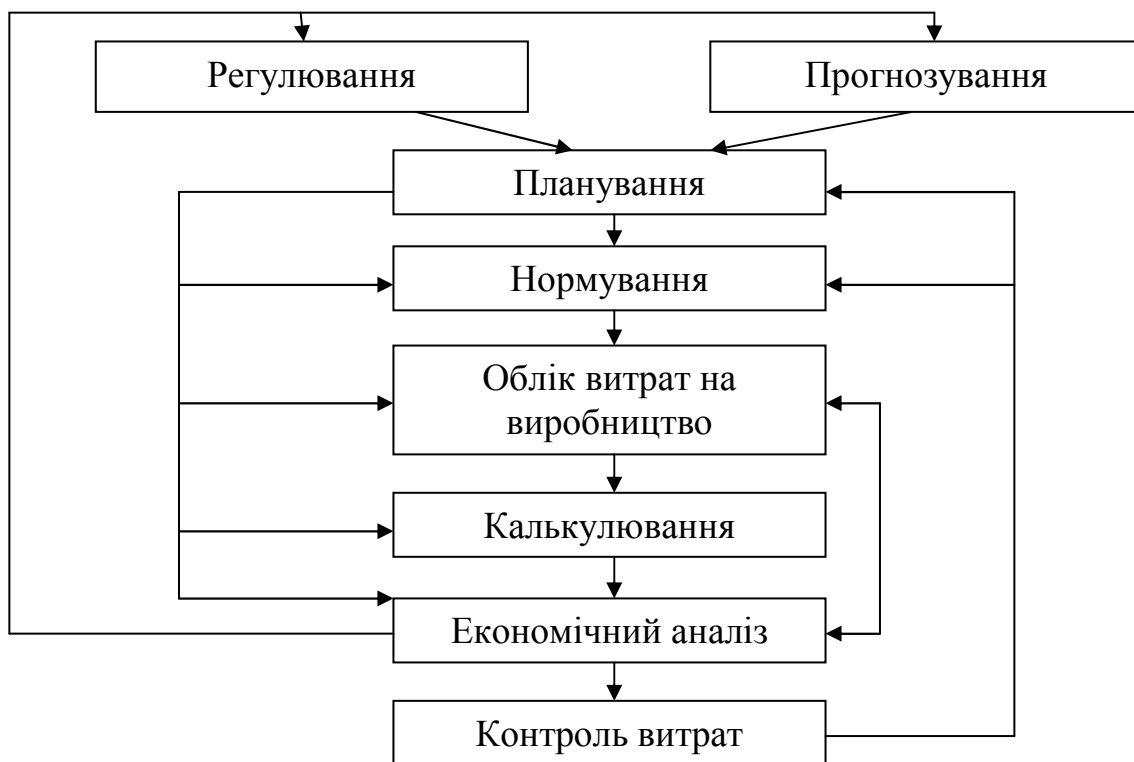 Регулювання
Прогнозування
Планування
Нормування
Облік витрат на
виробництво
Калькулювання
Економічний аналіз
Контроль витрат